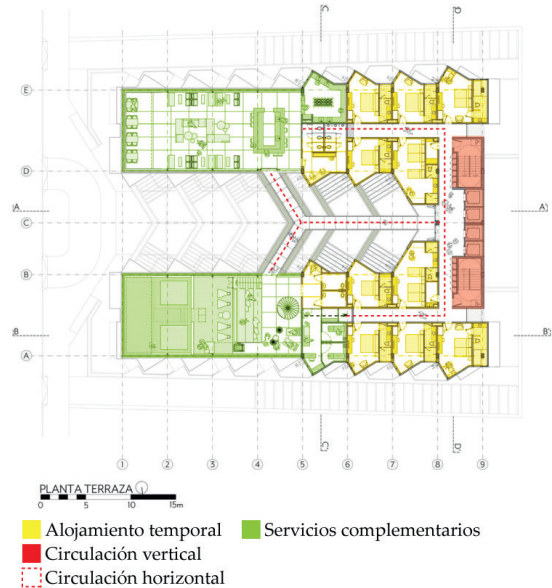 C D
E
D
A A'
C
B
B B'
A
C' D'
1 2 3 4 5 6 7 8 9
PLANTA TERRAZA
0 5 10 15m
Alojamiento temporal Servicios complementarios
Circulación vertical
Circulación horizontal